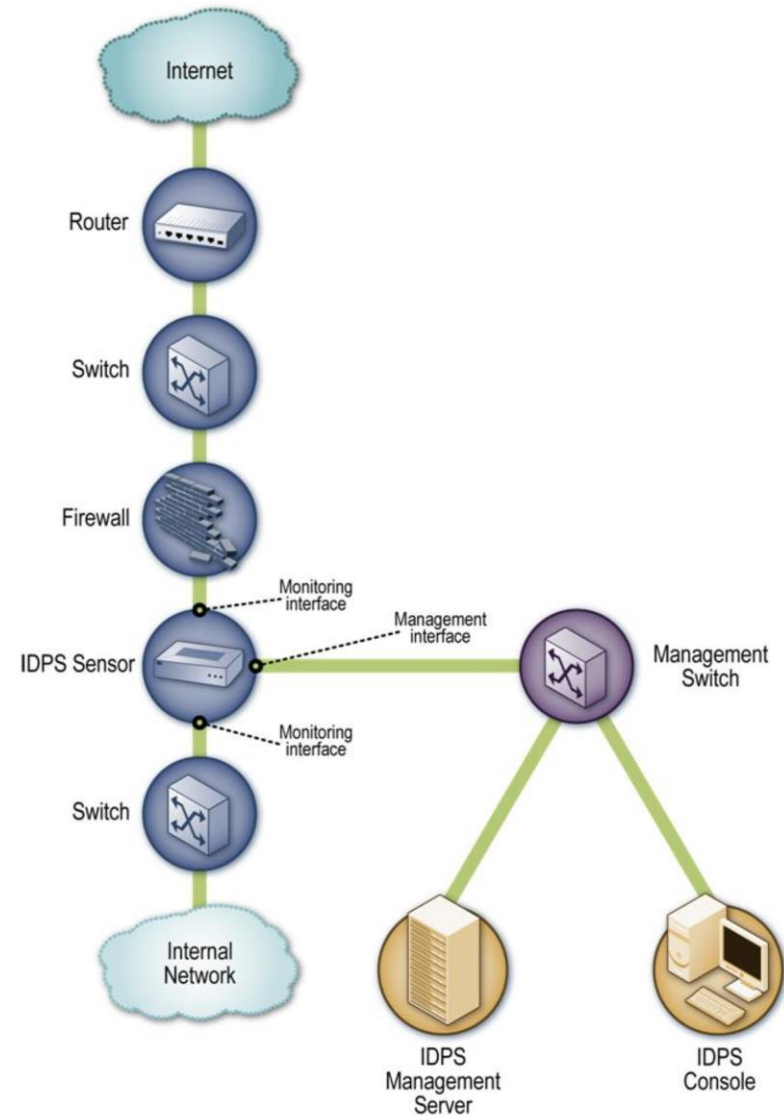 Internet
Router
Switch
Firewall
Monitoring
interface
Management
interface
IDPS Sensor
Management
Switch
Monitoring
interface
Switch
Internal
Network
IDPS
Management
Server
IDPS
Console